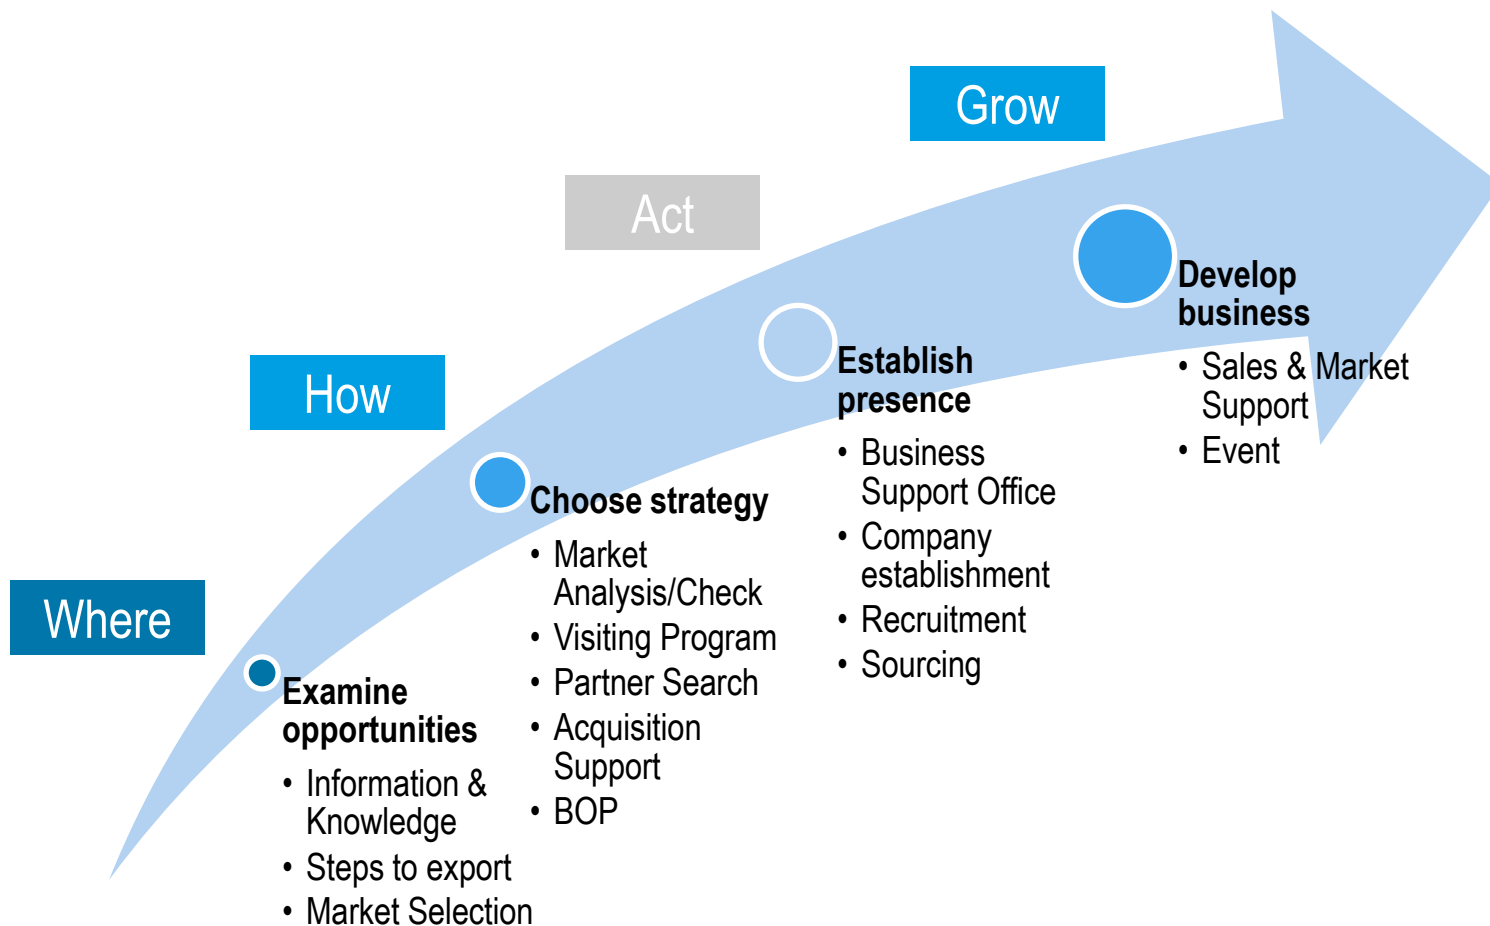 Where
Examine
opportunities
• Information &
Knowledge
• Steps to export
• Market Selection
How
Choose strategy
• Market
Analysis/Check
• Visiting Program
• Partner Search
• Acquisition
Support
• BOP
Act
Establish
presence
• Business
Support Office
• Company
establishment
• Recruitment
• Sourcing
Grow
Develop
business
• Sales & Market
Support
• Event